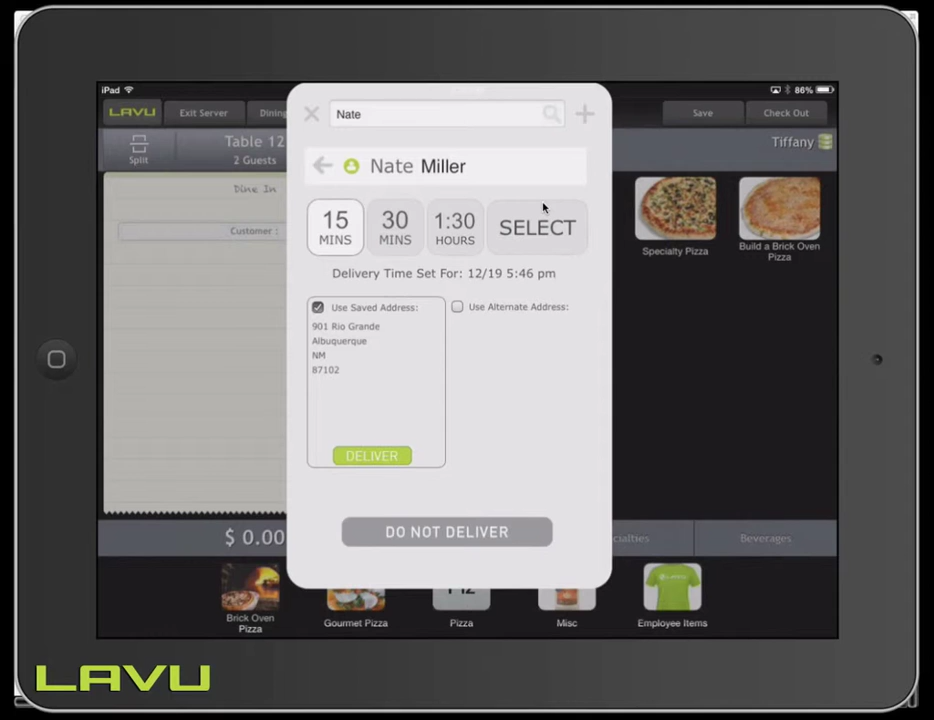 iPad
86%
LAVU
Exit Server
Dining
Save
Check Out
Nate
Split
Table 12
2 Guests
Tiffany
Nate Miller
Dine In
Customer :
15
MINS
30
MINS
1:30
HOURS
SELECT
Specialty Pizza
Build a Brick Oven
Pizza
Delivery Time Set For: 12/19 5:46 pm
Use Saved Address:
901 Rio Grande
Albuquerque
NM
87102
DELIVER
Use Alternate Address:
DO NOT DELIVER
$ 0.00
cialties
Beverages
Brick Oven
Pizza
Gourmet Pizza
Pizza
Misc
Employee Items
LAVU